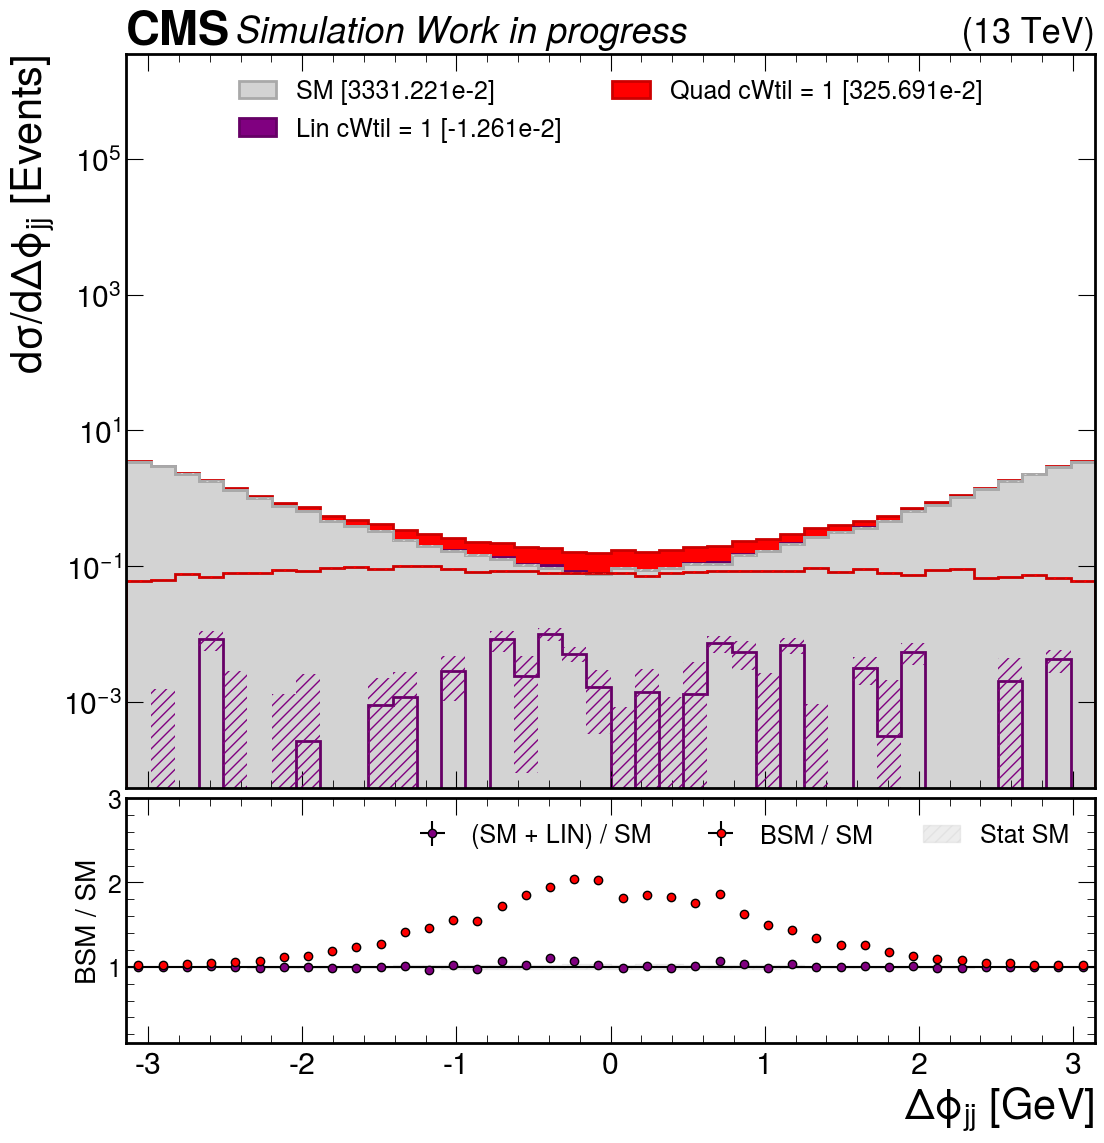 CMS Simulation Work in progress (13 TeV)
dσ/dΔϕjj [Events]
SM [3331.221e-2]
Quad cWtil = 1 [325.691e-2]
Lin cWtil = 1 [-1.261e-2]
10^5
10^3
10^1
10^−1
10^−3
BSM / SM
3
2
1
(SM + LIN) / SM
BSM / SM
Stat SM
-3 -2 -1 0 1 2 3
Δϕjj [GeV]